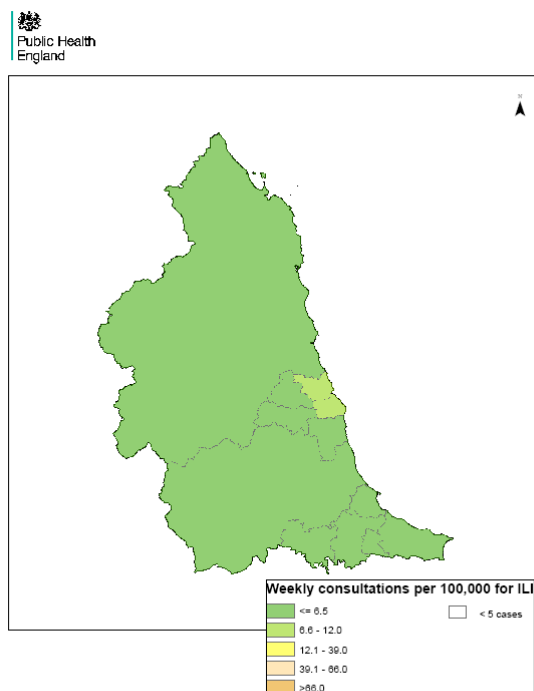 Public Health
England
N
Weekly consultations per 100,000 for ILI
<= 6.5
< 5 cases
6.6 - 12.0
12.1 - 39.0
39.1 - 66.0
>66.0